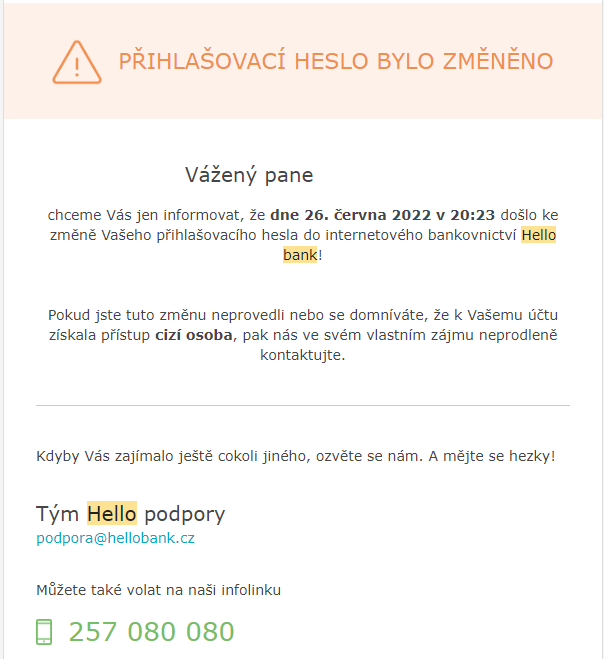 PŘIHLAŠOVACÍ HESLO BYLO ZMĚNĚNO
Vážený pane
chceme Vás jen informovat, že dne 26. června 2022 v 20:23 došlo ke
změně Vašeho přihlašovacího hesla do internetového bankovnictví Hello
bank!
Pokud jste tuto změnu neprovedli nebo se domníváte, že k Vašemu účtu
získala přístup cizí osoba, pak nás ve svém vlastním zájmu neprodleně
kontaktujte.
Kdyby Vás zajímalo ještě cokoli jiného, ozvěte se nám. A mějte se hezky!
Tým Hello podpory
podpora@hellobank.cz
Můžete také volat na naši infolinku
257 080 080